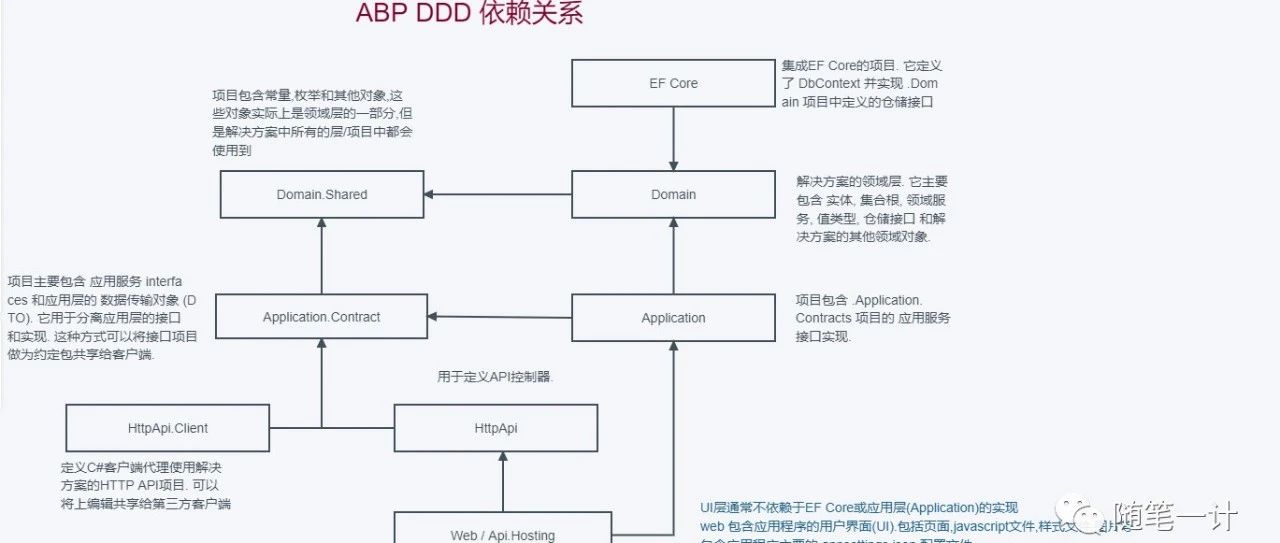 ABP DDD 依赖关系
EF Core
集成EF Core的项目. 它定义
了 DbContext 并实现 .Dom
ain 项目中定义的仓储接口
项目包含常量,枚举和其他对象,这
些对象实际上是领域层的一部分,但
是解决方案中所有的层/项目中都会
使用到
Domain.Shared
Domain
解决方案的领域层. 它主要
包含 实体, 集合根, 领域服
务, 值类型, 仓储接口 和解
决方案的其他领域对象.
项目主要包含 应用服务 interfa
ces 和应用层的 数据传输对象 (D
TO). 它用于分离应用层的接口
和实现. 这种方式可以将接口项目
做为约定包共享给客户端.
Application.Contract
Application
项目包含 .Application.
Contracts 项目的 应用服务
接口实现.
用于定义API控制器.
HttpApi.Client
HttpApi
定义C#客户端代理使用解决
方案的HTTP API项目. 可以
将上编辑共享给第三方客户端
Web / Api.Hosting
UI层通常不依赖于EF Core或应用层(Application)的实现
web 包含应用程序的用户界面(UI).包括页面,javascript文件,样式
随笔一计